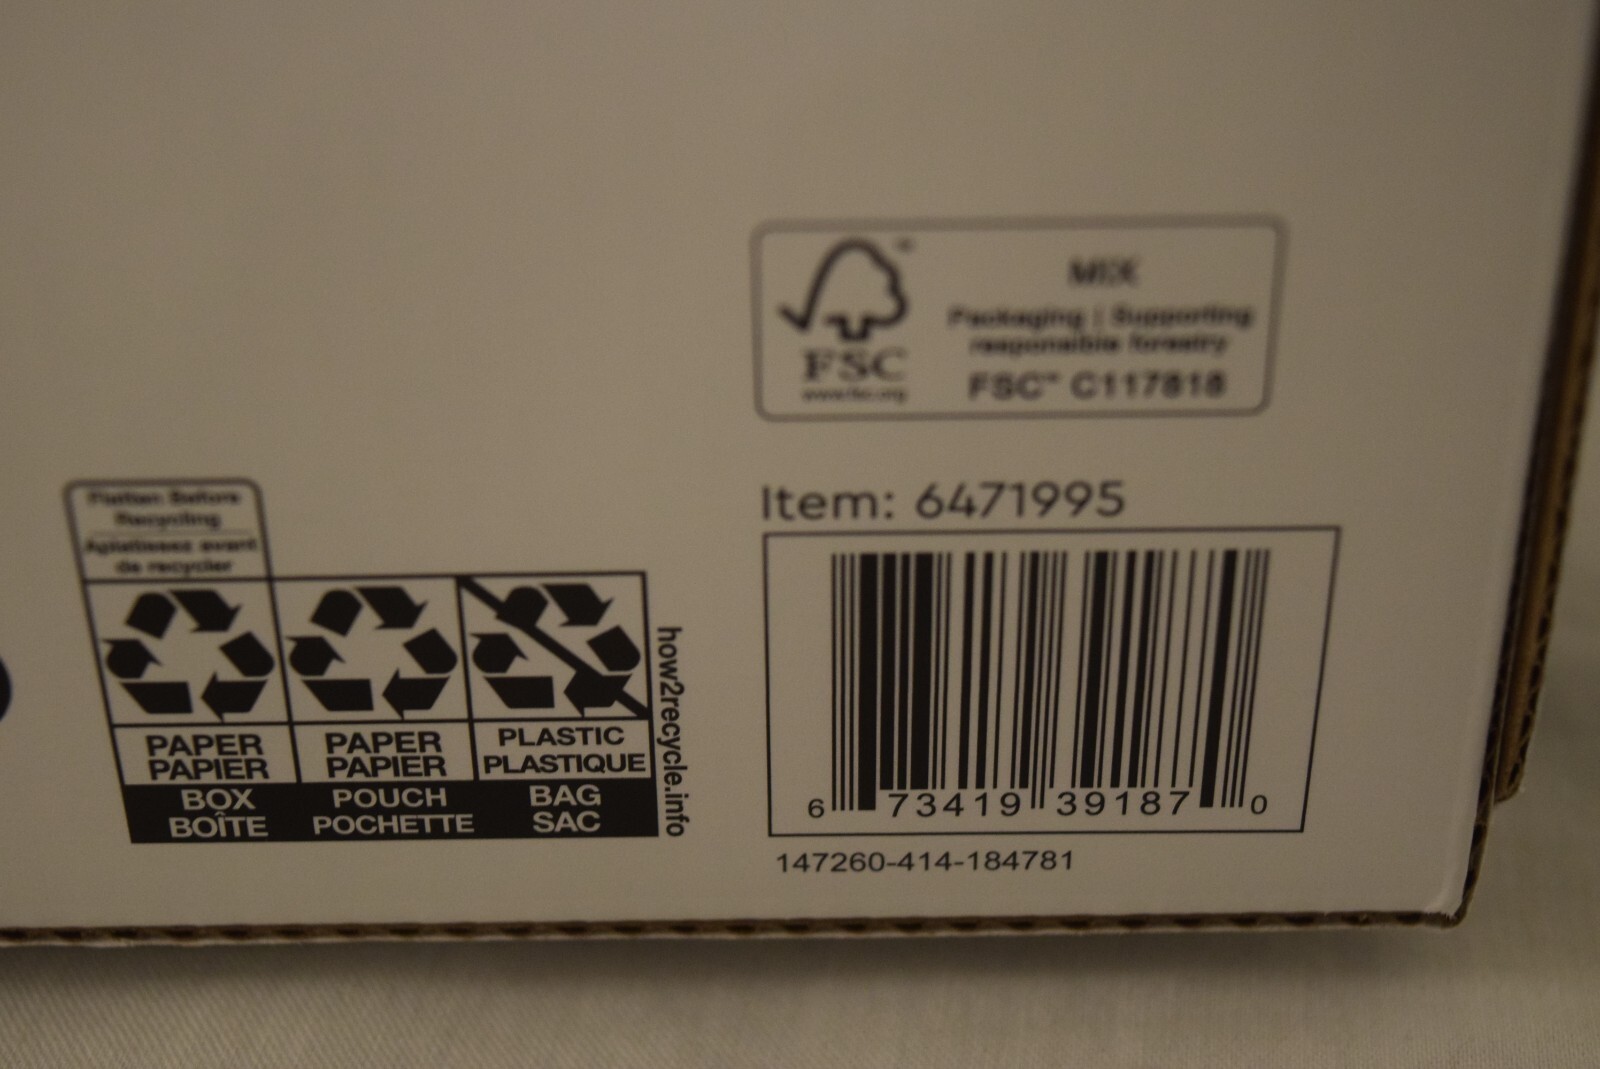 FSC
www.fsc.org
MIX
Packaging | Supporting
responsible forestry
FSC™ C117818
Item: 6471995
6 73419 39187 0
147260-414-184781
Flatten Before
Recycling
Aplatissez avant
de recycler
PAPER
PAPIER
BOX
BOÎTE
PAPER
PAPIER
POUCH
POCHETTE
PLASTIC
PLASTIQUE
BAG
SAC
how2recycle.info